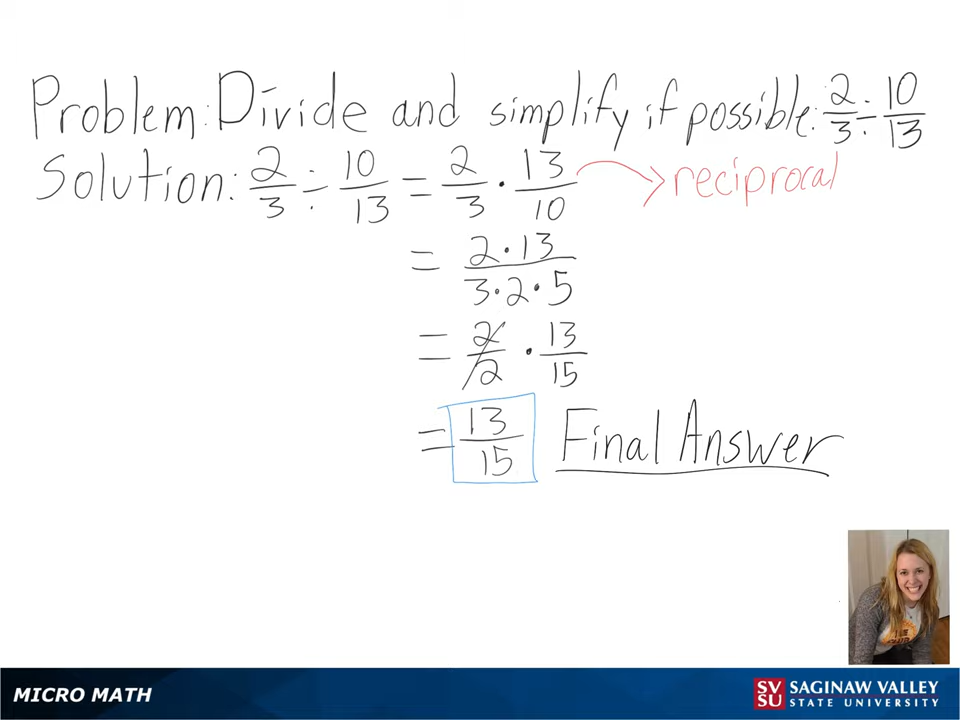 Problem: Divide and simplify if possible: 2/3 ÷ 10/13
Solution: 2/3 ÷ 10/13 = 2/3 · 13/10 → reciprocal
= 2·13 / 3·2·5
= 2/2 · 13/15
= 13/15 Final Answer
MICRO MATH
SV SU SAGINAW VALLEY STATE UNIVERSITY